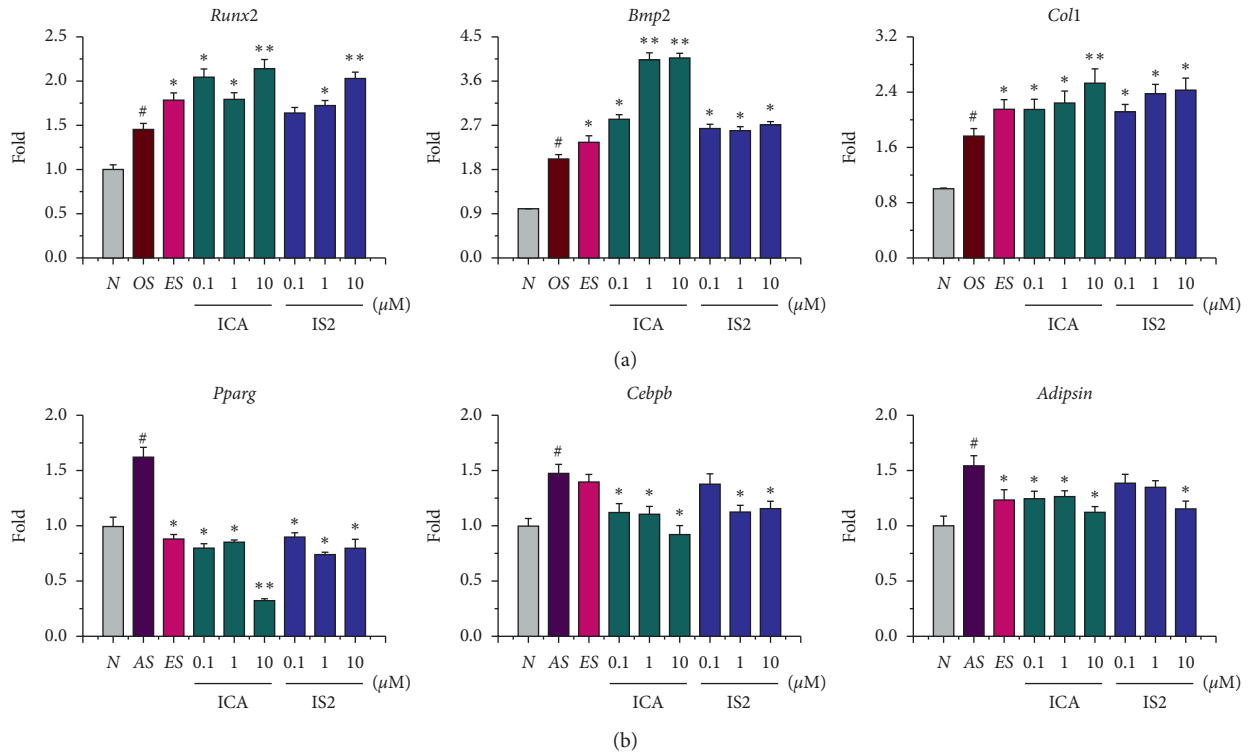 (a)
Runx2
Fold
2.5
2.0
1.5
1.0
0.5
0.0
# * * * ** * **
N OS ES 0.1 1 10 0.1 1 10 (μM)
ICA IS2
Bmp2
Fold
4.5
3.6
2.7
1.8
0.9
0.0
# * * ** ** * * *
N OS ES 0.1 1 10 0.1 1 10 (μM)
ICA IS2
Col1
Fold
3.2
2.4
1.6
0.8
0.0
# * * * ** * * *
N OS ES 0.1 1 10 0.1 1 10 (μM)
ICA IS2
(b)
Pparg
Fold
2.0
1.5
1.0
0.5
0.0
# * * * ** * * *
N AS ES 0.1 1 10 0.1 1 10 (μM)
ICA IS2
Cebpb
Fold
2.0
1.5
1.0
0.5
0.0
# * * * * *
N AS ES 0.1 1 10 0.1 1 10 (μM)
ICA IS2
Adipsin
Fold
2.0
1.5
1.0
0.5
0.0
# * * * * *
N AS ES 0.1 1 10 0.1 1 10 (μM)
ICA IS2